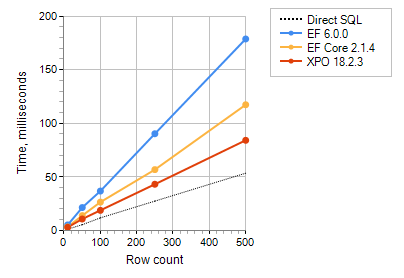 200
150
100
50
0
Time, milliseconds
0 100 200 300 400 500
Row count
Direct SQL
EF 6.0.0
EF Core 2.1.4
XPO 18.2.3